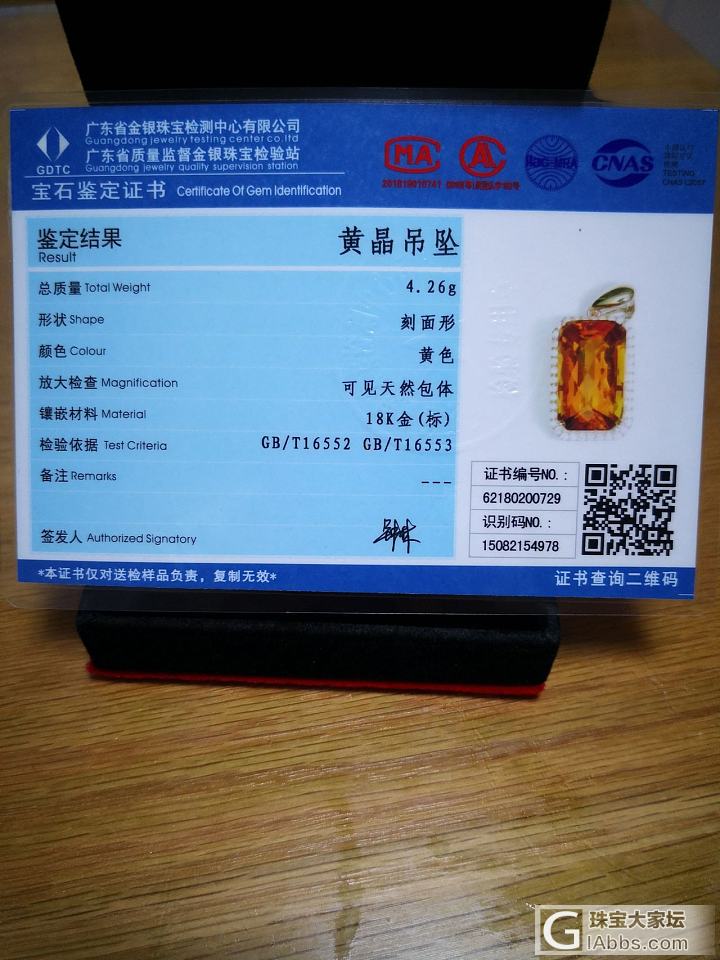 广东省金银珠宝检测中心有限公司
Guangdong jewelry testing center co.ltd
广东省质量监督金银珠宝检验站
Guangdong jewelry quality supervision station
GDTC
宝石鉴定证书 Certificate Of Gem Identification
MA
201819016741
CNAS
TESTING
鉴定结果 黄晶吊坠
Result
总质量 Total Weight 4.26g
形状 Shape 刻面形
颜色 Colour 黄色
放大检查 Magnification 可见天然包体
镶嵌材料 Material 18K金(标)
检验依据 Test Criteria GB/T16552 GB/T16553
备注 Remarks ---
签发人 Authorized Signatory
证书编号NO.:
62180200729
识别码NO.:
15082154978
*本证书仅对送检样品负责，复制无效*
证书查询二维码
G 珠宝大家坛
iAbbs.com